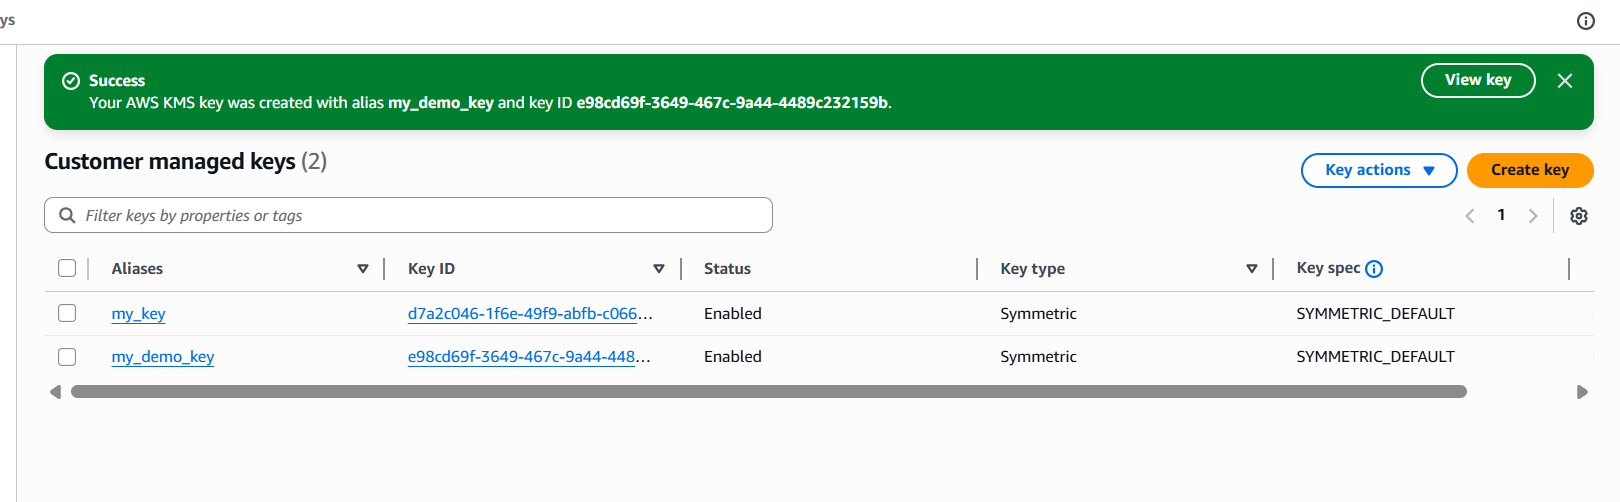 ys
Success
View key
Your AWS KMS key was created with alias my_demo_key and key ID e98cd69f-3649-467c-9a44-4489c232159b.
Customer managed keys (2)
Key actions
Create key
Filter keys by properties or tags
1
Aliases Key ID Status Key type Key spec
my_key d7a2c046-1f6e-49f9-abfb-c066... Enabled Symmetric SYMMETRIC_DEFAULT
my_demo_key e98cd69f-3649-467c-9a44-448... Enabled Symmetric SYMMETRIC_DEFAULT